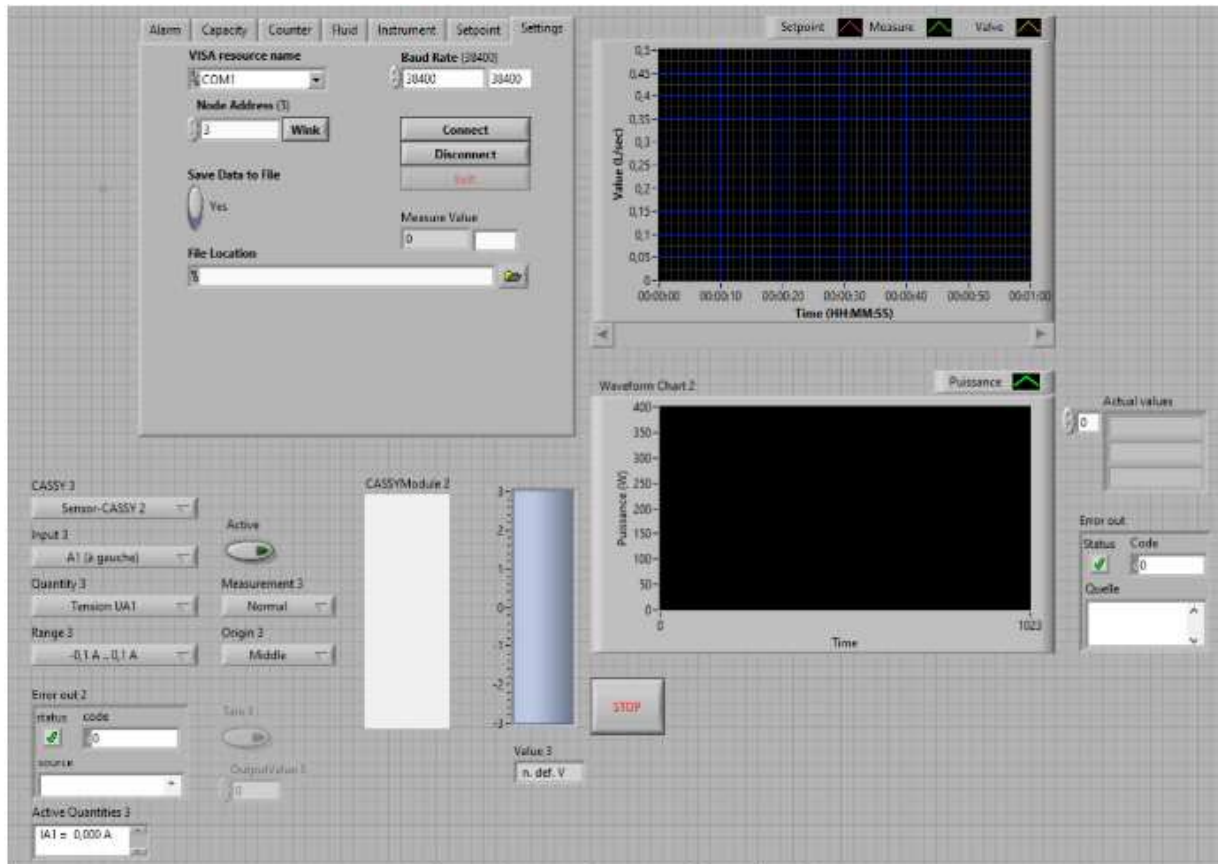 Alarm Capacity Counter Fluid Instrument Setpoint Settings
VISA resource name
COM1
Baud Rate (38400)
38400 38400
Node Address (3)
3 Wink
Connect
Disconnect
Save Data to File
Yes
Measure Value
0
File Location
Setpoint Measure Valve
Value (L/sec)
0,5
0,45
0,4
0,35
0,3
0,25
0,2
0,15
0,1
0,05
0
00:00:00 00:00:10 00:00:20 00:00:30 00:00:40 00:00:50 00:01:00
Time (HH:MM:SS)
Waveform Chart 2
Puissance
Puissance (W)
400
350
300
250
200
150
100
50
0
0 1023
Time
Actual values
0
Error out
Status Code
0
Quelle
CASSY 3
Sensor-CASSY 2
Input 3
A1 (à gauche)
Quantity 3
Tension UA1
Range 3
-0,1 A .. 0,1 A
Active
Measurement 3
Normal
Origin 3
Middle
CASSYModule 2
3
2
1
0
-1
-2
-3
Value 3
n. def. V
STOP
Error out 2
status code
0
source
Tare 3
OutputValue 3
0
Active Quantities 3
IA1 = 0,000 A